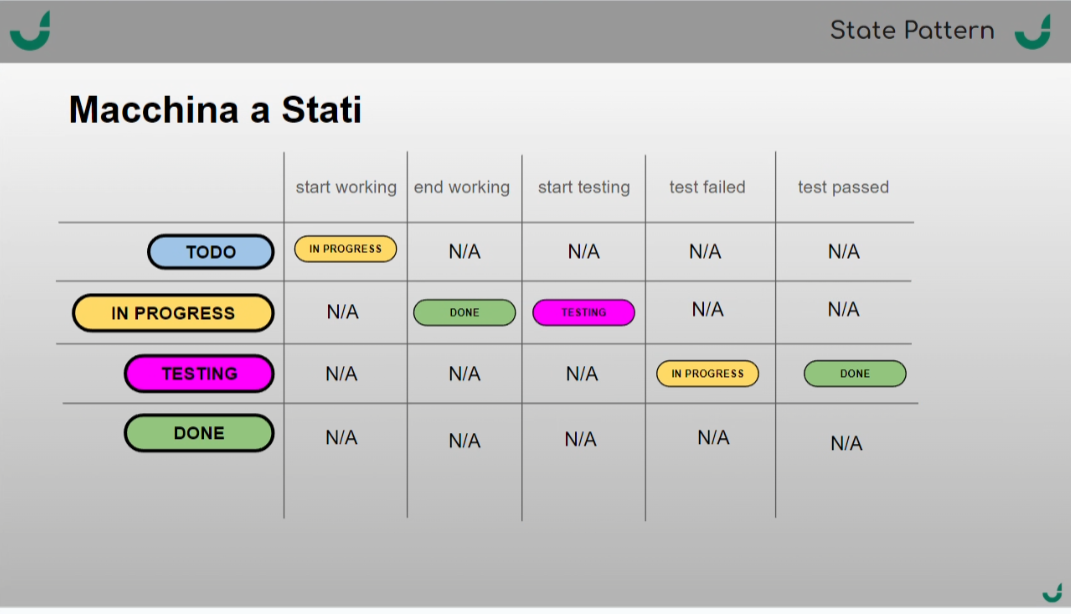 State Pattern
Macchina a Stati
start working end working start testing test failed test passed
TODO IN PROGRESS N/A N/A N/A N/A
IN PROGRESS N/A DONE TESTING N/A N/A
TESTING N/A N/A N/A IN PROGRESS DONE
DONE N/A N/A N/A N/A N/A